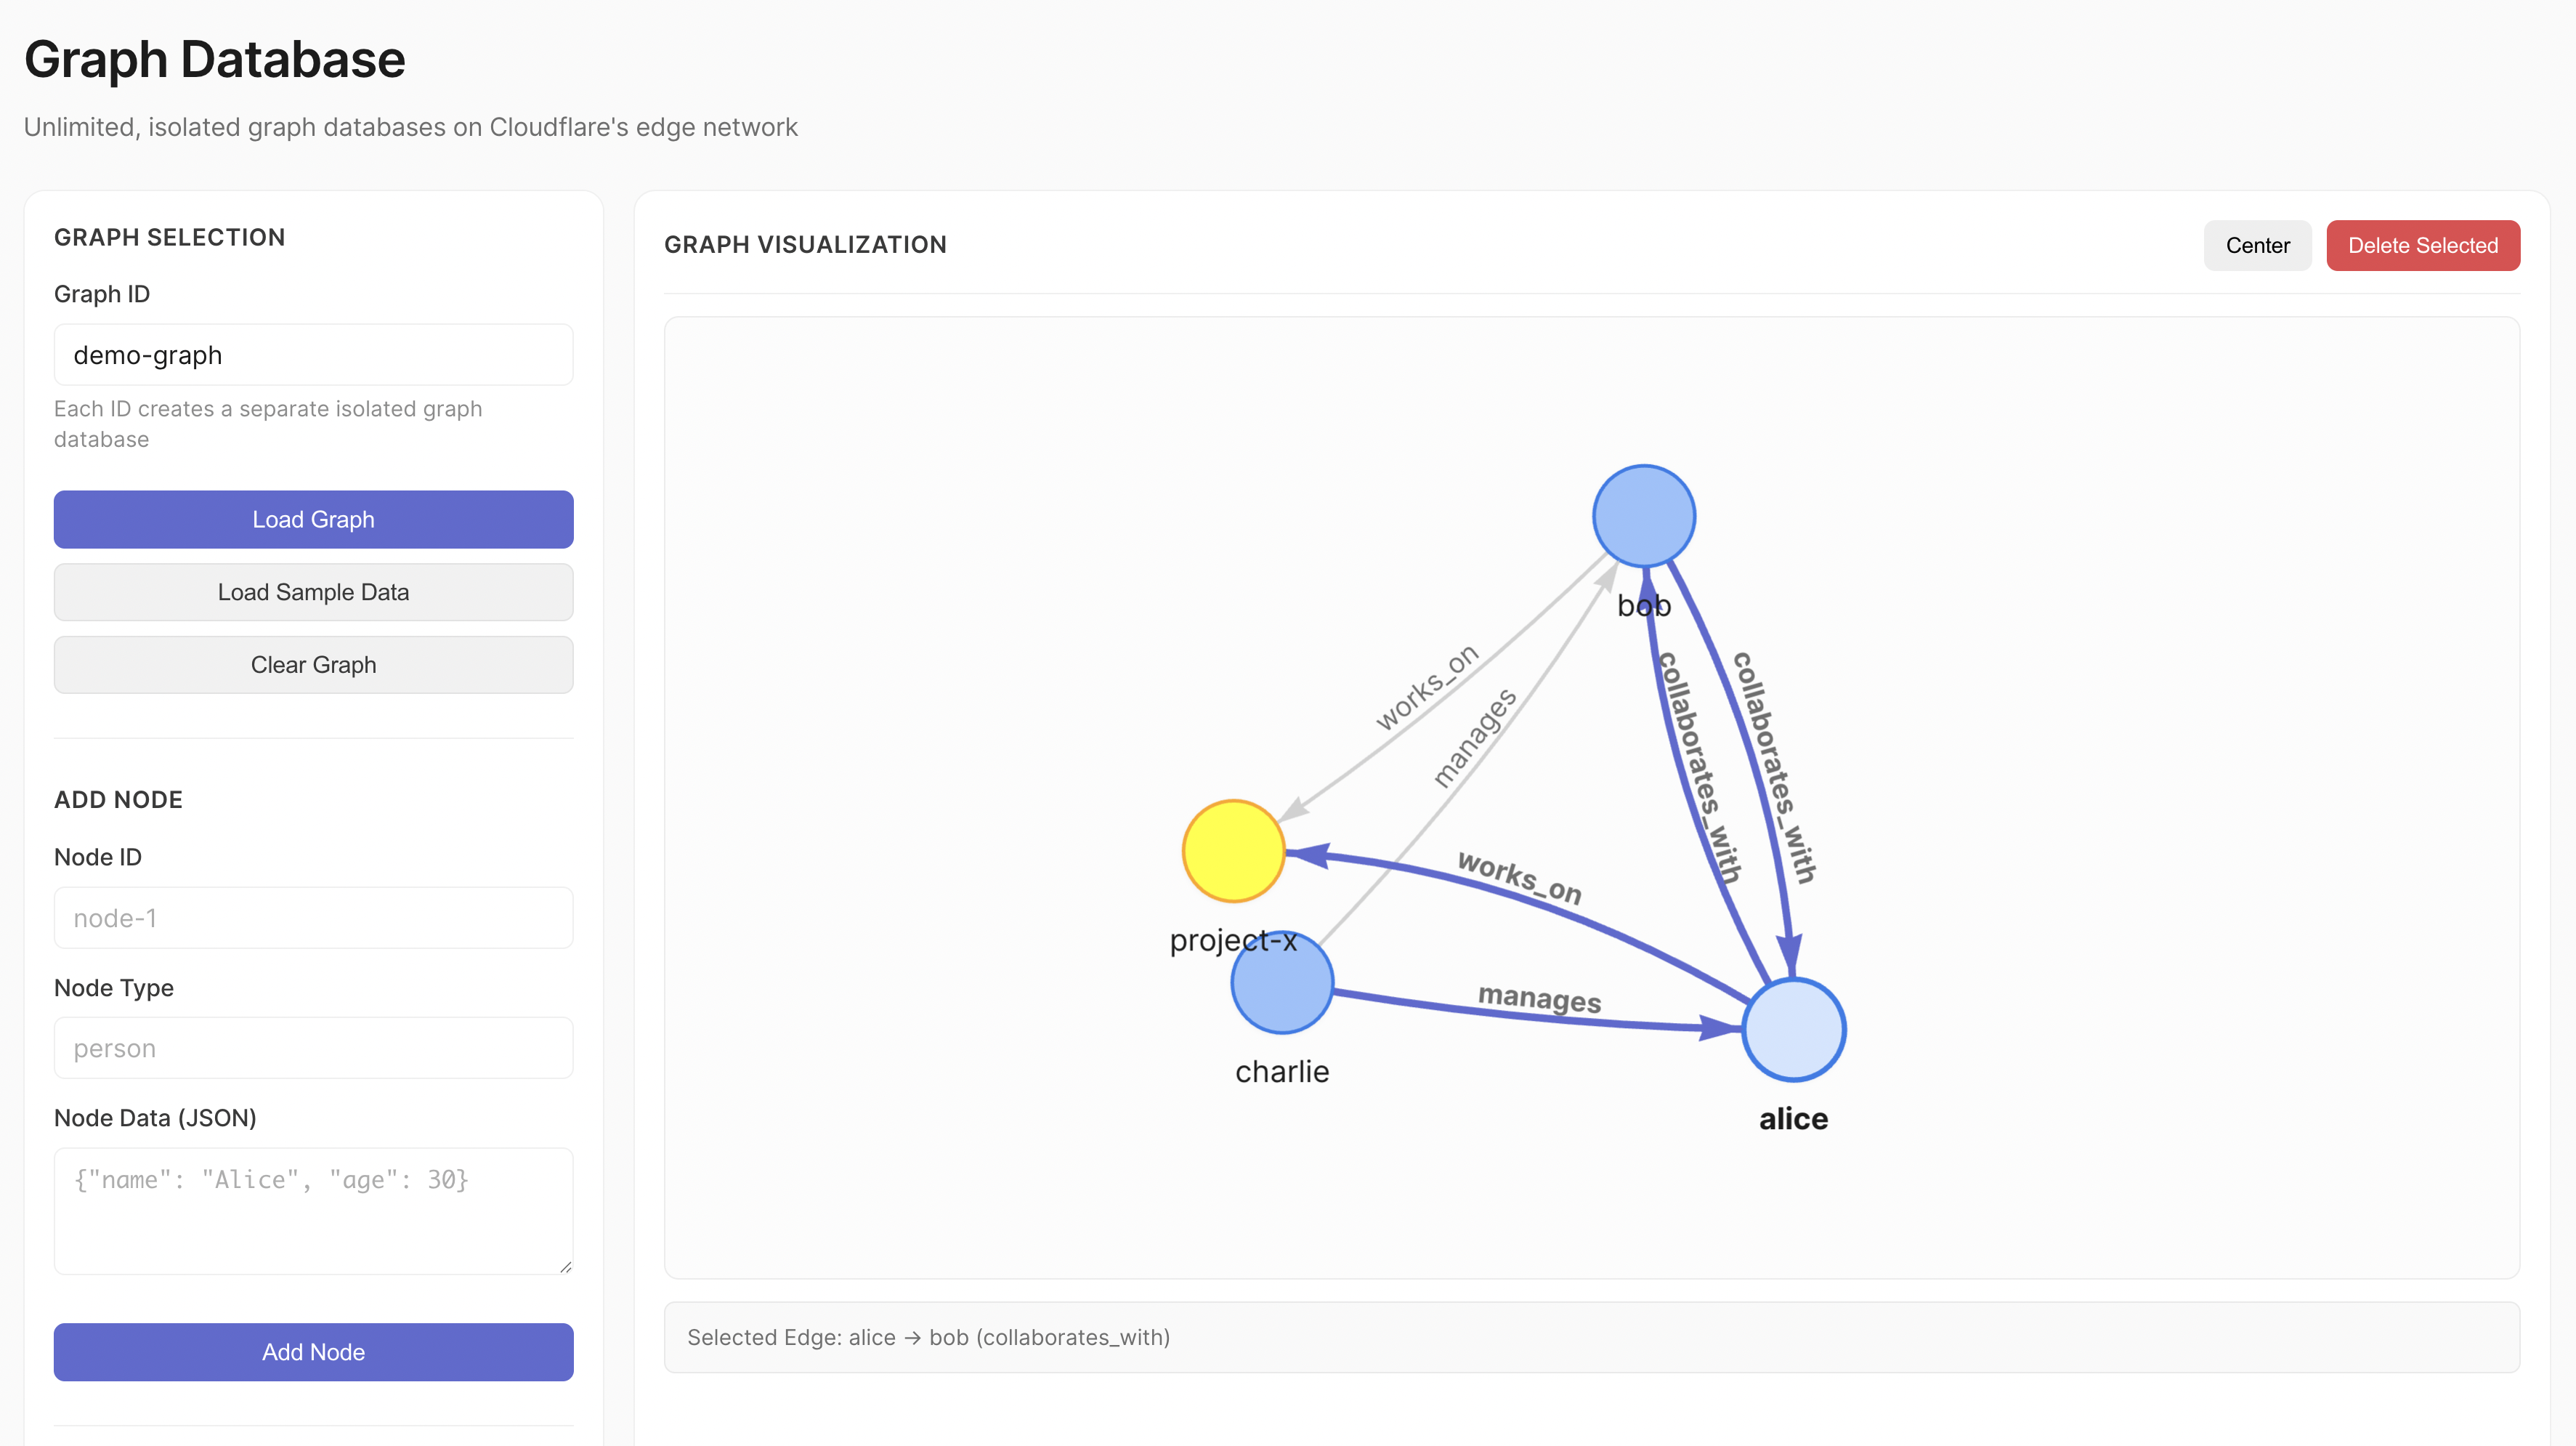 Graph Database
Unlimited, isolated graph databases on Cloudflare's edge network
GRAPH SELECTION
Graph ID
demo-graph
Each ID creates a separate isolated graph
database
Load Graph
Load Sample Data
Clear Graph
ADD NODE
Node ID
node-1
Node Type
person
Node Data (JSON)
{"name": "Alice", "age": 30}
Add Node
GRAPH VISUALIZATION
Center
Delete Selected
bob
works_on
manages
collaborates_with
collaborates_with
works_on
project-x
manages
charlie
alice
Selected Edge: alice → bob (collaborates_with)